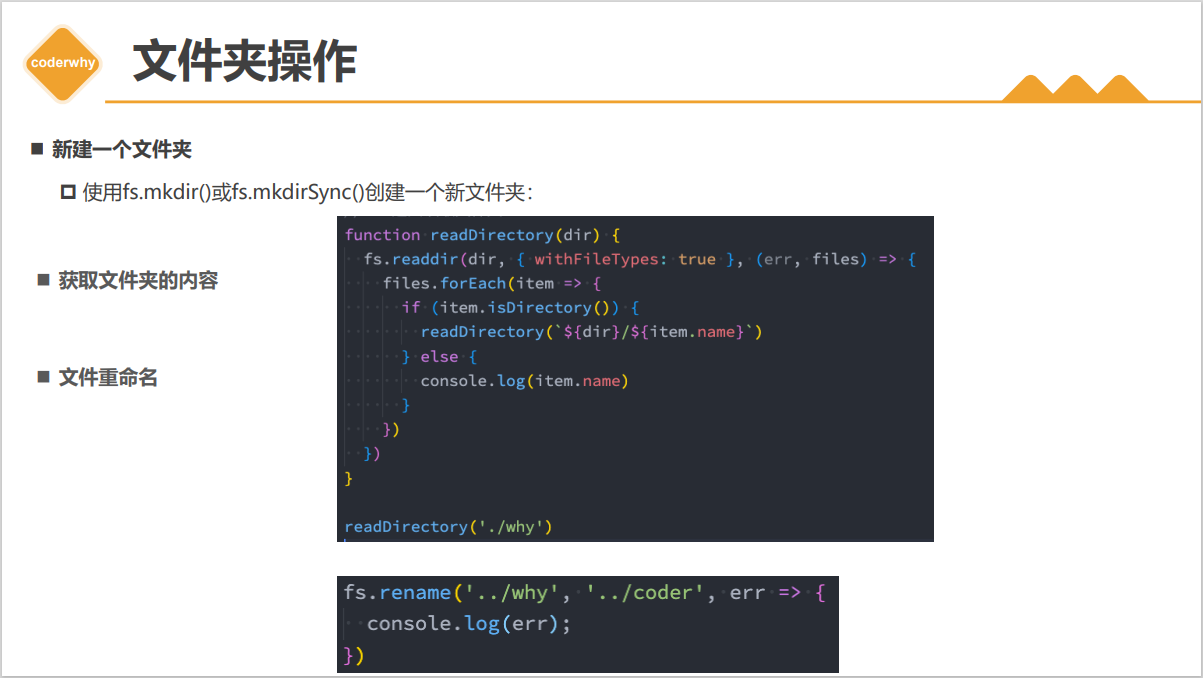 coderwhy
文件夹操作
新建一个文件夹
使用fs.mkdir()或fs.mkdirSync()创建一个新文件夹：
获取文件夹的内容
文件重命名
function readDirectory(dir) {
  fs.readdir(dir, { withFileTypes: true }, (err, files) => {
    files.forEach(item => {
      if (item.isDirectory()) {
        readDirectory(`${dir}/${item.name}`)
      } else {
        console.log(item.name)
      }
    })
  })
}
readDirectory('./why')
fs.rename('../why', '../coder', err => {
  console.log(err);
})